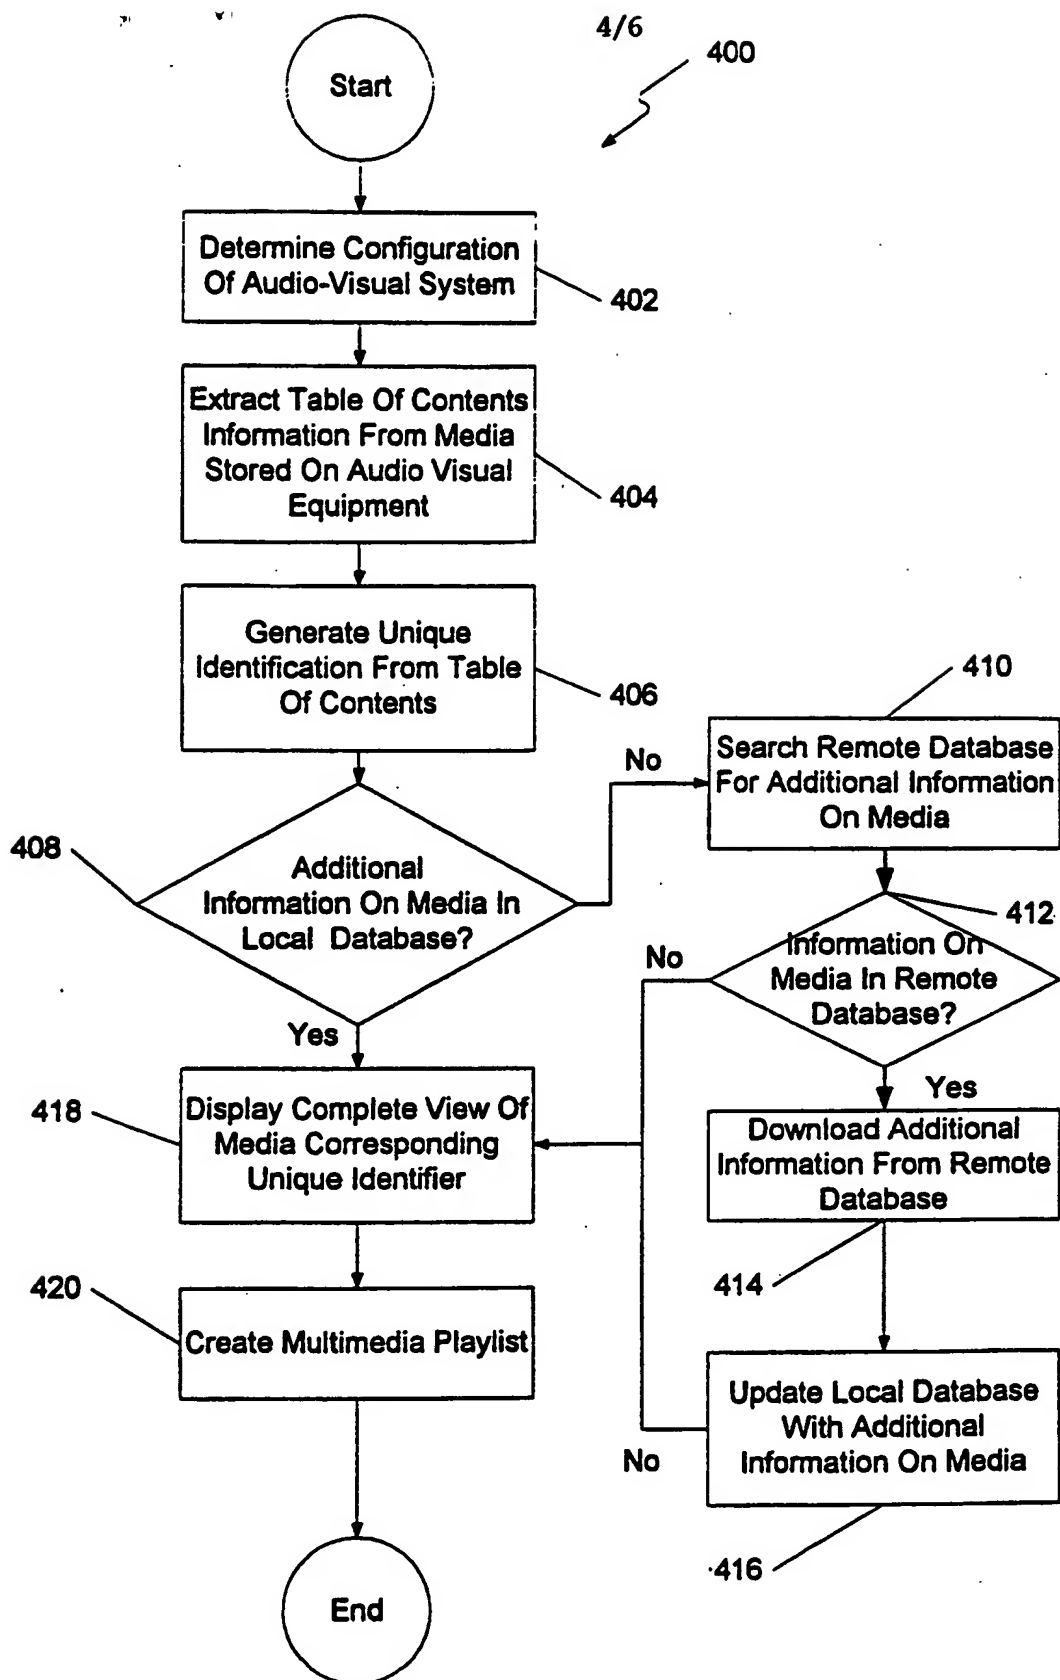 4/6
400
Start
Determine Configuration
Of Audio-Visual System
402
Extract Table Of Contents
Information From Media
Stored On Audio Visual
Equipment
404
Generate Unique
Identification From Table
Of Contents
406
408
Additional
Information On Media In
Local Database?
No
Yes
410
Search Remote Database
For Additional Information
On Media
412
Information On
Media In Remote
Database?
No
Yes
Download Additional
Information From Remote
Database
414
Update Local Database
With Additional
Information On Media
No
416
418
Display Complete View Of
Media Corresponding
Unique Identifier
420
Create Multimedia Playlist
End